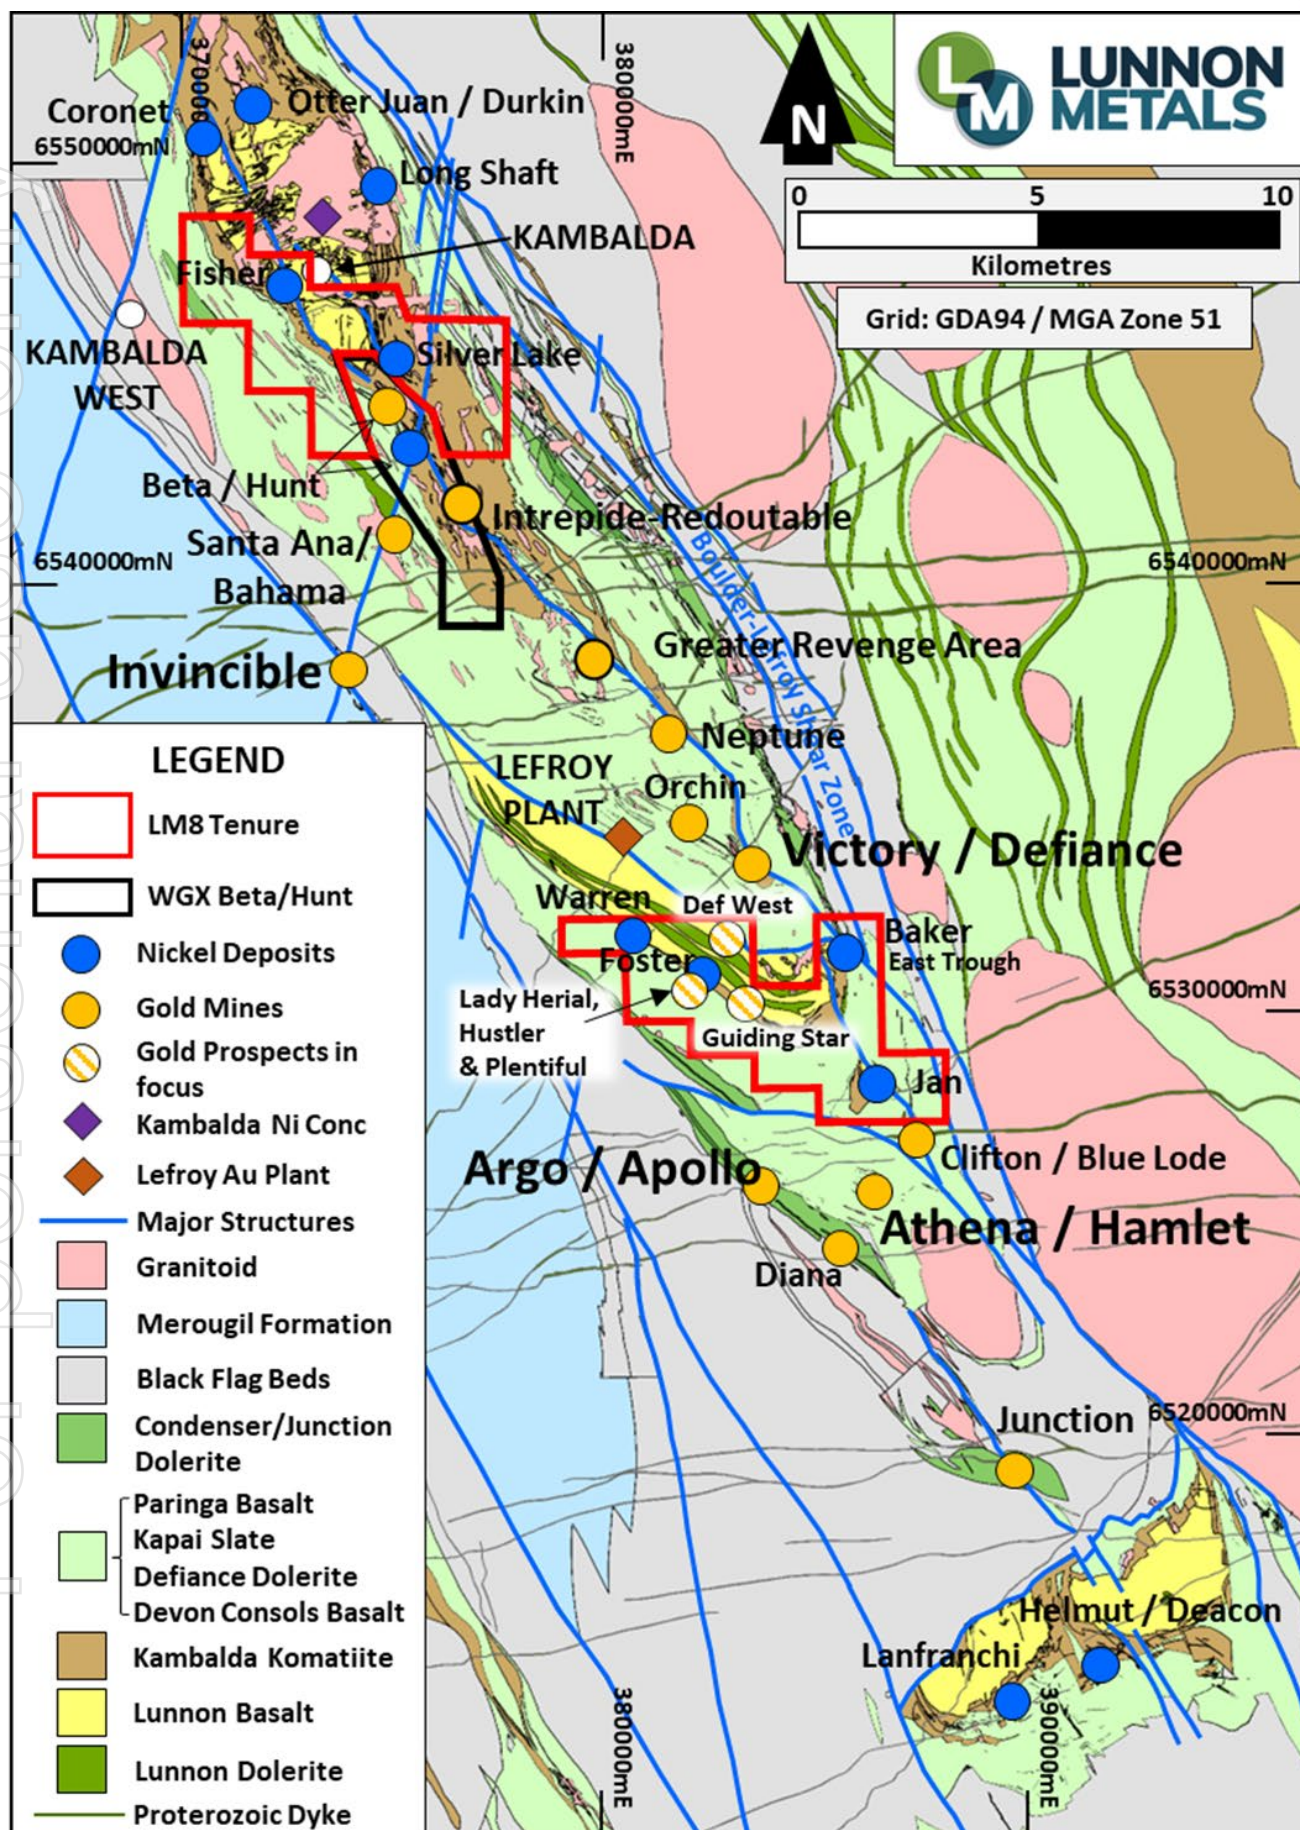 LM
LUNNON
METALS
N
0 5 10
Kilometres
Grid: GDA94 / MGA Zone 51
370000
380000mE
Coronet
6550000mN
Otter Juan / Durkin
Long Shaft
KAMBALDA
Fisher
KAMBALDA
WEST
Silver Lake
Beta / Hunt
Intrepide-Redoutable
Santa Ana/
Bahama
6540000mN
6540000mN
Boulder-Lefroy Shear Zone
Invincible
Greater Revenge Area
Neptune
LEFROY
PLANT
Orchin
Victory / Defiance
Warren
Def West
Foster
Baker
East Trough
Lady Herial,
Hustler
& Plentiful
Guiding Star
6530000mN
Jan
Clifton / Blue Lode
Argo / Apollo
Athena / Hamlet
Diana
Junction
6520000mN
Helmut / Deacon
Lanfranchi
380000mE
390000mE
LEGEND
LM8 Tenure
WGX Beta/Hunt
Nickel Deposits
Gold Mines
Gold Prospects in
focus
Kambalda Ni Conc
Lefroy Au Plant
Major Structures
Granitoid
Merougil Formation
Black Flag Beds
Condenser/Junction
Dolerite
Paringa Basalt
Kapai Slate
Defiance Dolerite
Devon Consols Basalt
Kambalda Komatiite
Lunnon Basalt
Lunnon Dolerite
Proterozoic Dyke